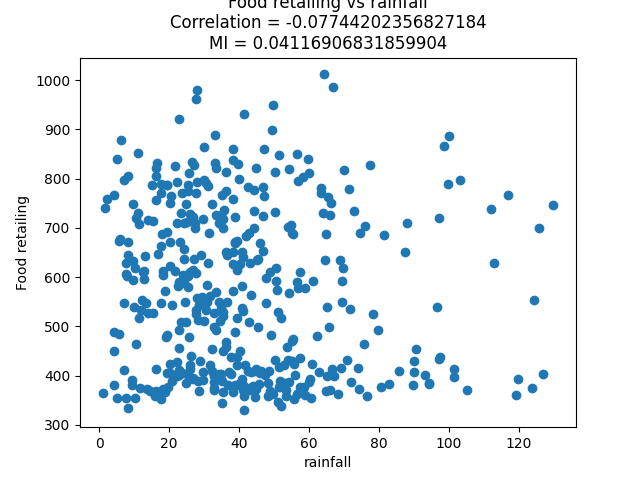 Food retailing vs rainfall
Correlation = -0.07744202356827184
MI = 0.04116906831859904
1000
900
800
700
600
500
400
300
Food retailing
0 20 40 60 80 100 120
rainfall